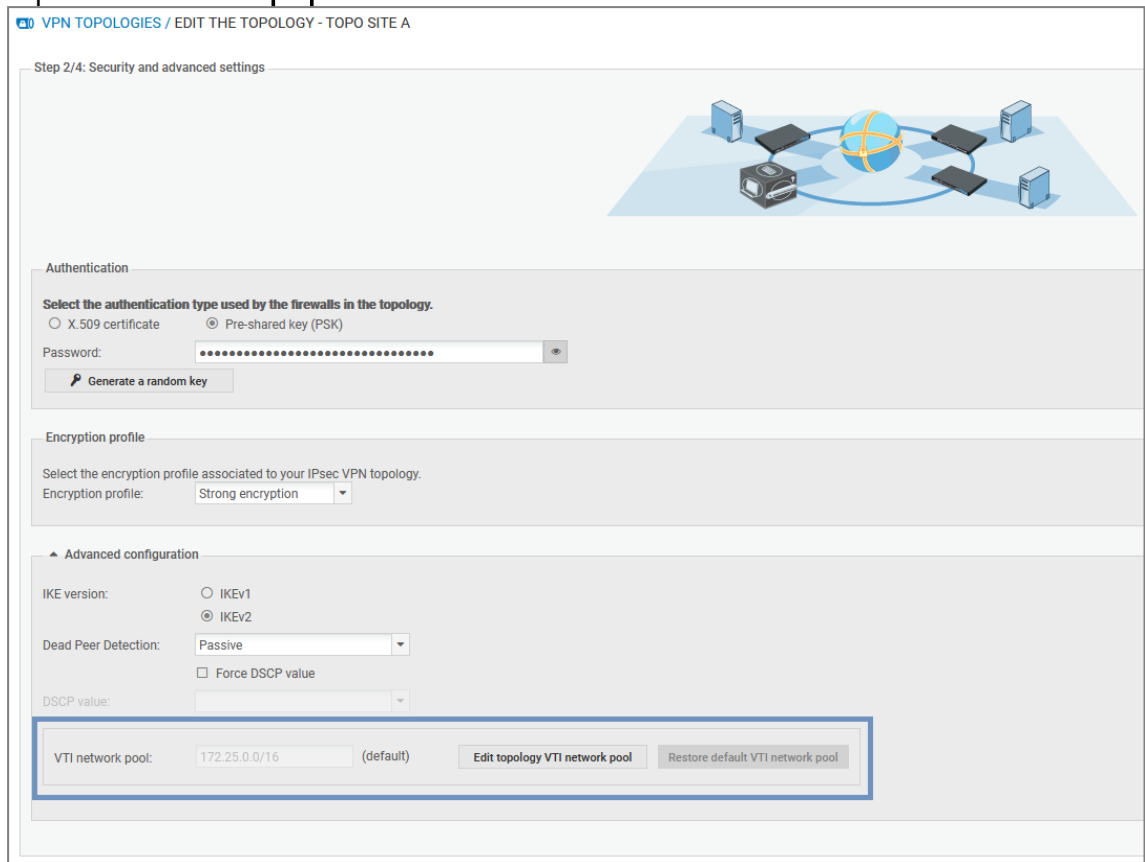 VPN TOPOLOGIES / EDIT THE TOPOLOGY - TOPO SITE A
Step 2/4: Security and advanced settings
Authentication
Select the authentication type used by the firewalls in the topology.
X.509 certificate Pre-shared key (PSK)
Password: ●●●●●●●●●●●●●●●●●●●●●●●●●●●●●●●●
Generate a random key
Encryption profile
Select the encryption profile associated to your IPsec VPN topology.
Encryption profile: Strong encryption
Advanced configuration
IKE version: IKEv1
IKEv2
Dead Peer Detection: Passive
Force DSCP value
DSCP value:
VTI network pool: 172.25.0.0/16 (default) Edit topology VTI network pool Restore default VTI network pool